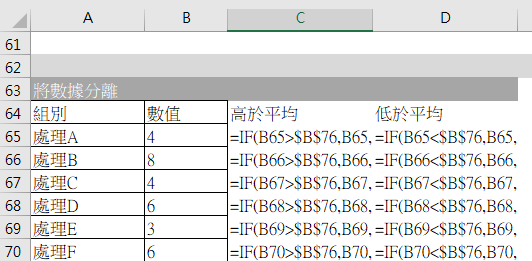 A B C D
61
62
63 將數據分離
64 組別 數值 高於平均 低於平均
65 處理A 4 =IF(B65>$B$76,B65, =IF(B65<$B$76,B65,
66 處理B 8 =IF(B66>$B$76,B66, =IF(B66<$B$76,B66,
67 處理C 4 =IF(B67>$B$76,B67, =IF(B67<$B$76,B67,
68 處理D 6 =IF(B68>$B$76,B68, =IF(B68<$B$76,B68,
69 處理E 3 =IF(B69>$B$76,B69, =IF(B69<$B$76,B69,
70 處理F 6 =IF(B70>$B$76,B70, =IF(B70<$B$76,B70,